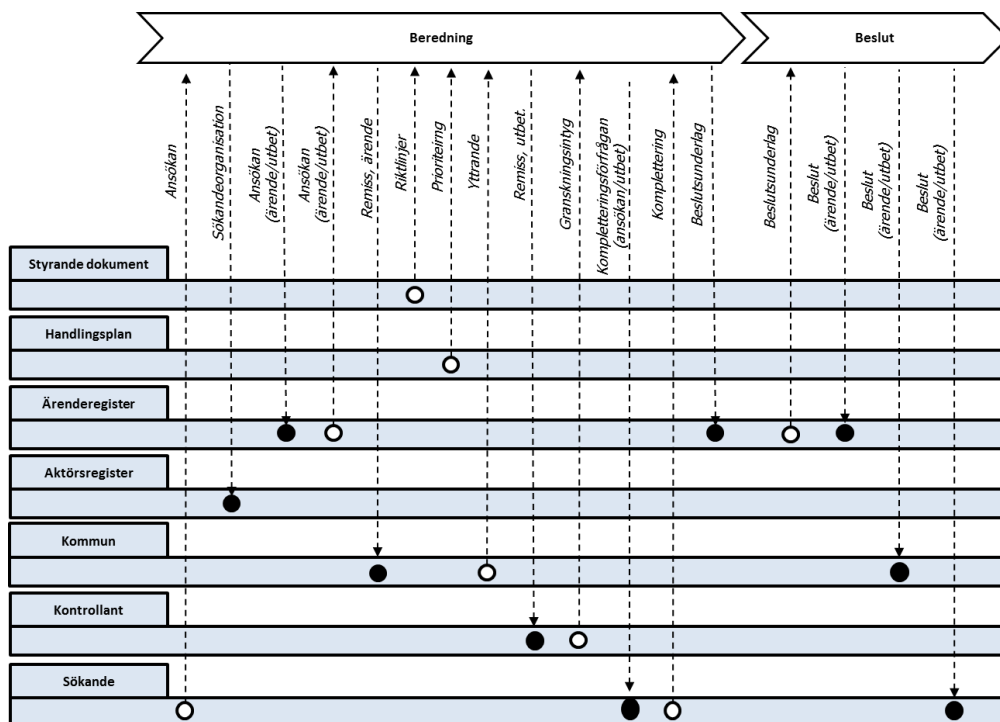 Beredning
Beslut
Ansökan
Sökandeorganisation
Ansökan
(ärende/utbet)
Ansökan
(ärende/utbet)
Remiss, ärende
Riktlinjer
Prioriteirng
Yttrande
Remiss, utbet.
Granskningsintyg
Kompletteringsförfrågan
(ansökan/utbet)
Komplettering
Beslutsunderlag
Beslutsunderlag
Beslut
(ärende/utbet)
Beslut
(ärende/utbet)
Beslut
(ärende/utbet)
Styrande dokument
Handlingsplan
Ärenderegister
Aktörsregister
Kommun
Kontrollant
Sökande